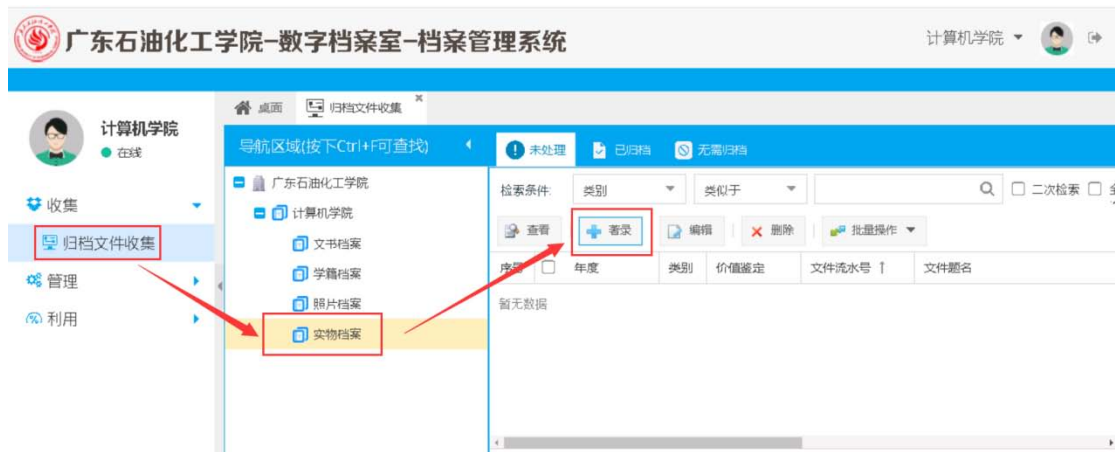 广东石油化工学院-数字档案室-档案管理系统
计算机学院
计算机学院
在线
收集
归档文件收集
管理
利用
桌面 归档文件收集
导航区域(按下Ctrl+F可查找)
广东石油化工学院
计算机学院
文书档案
学籍档案
照片档案
实物档案
未处理 已归档 无需归档
检索条件: 类别 类似于 二次检索
查看 著录 编辑 删除 批量操作
序号 年度 类别 价值鉴定 文件流水号 ↑ 文件题名
暂无数据